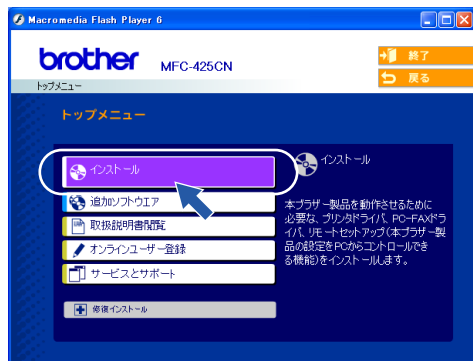 Macromedia Flash Player 6
brother MFC-425CN
終了
戻る
トップメニュー
トップメニュー
インストール
追加ソフトウエア
取扱説明書閲覧
オンラインユーザー登録
サービスとサポート
修復インストール
インストール
本ブラザー製品を動作させるために
必要な、プリンタドライバ、PC-FAXドラ
イバ、リモートセットアップ(本ブラザー製
品の設定をPCからコントロールでき
る機能)をインストールします。